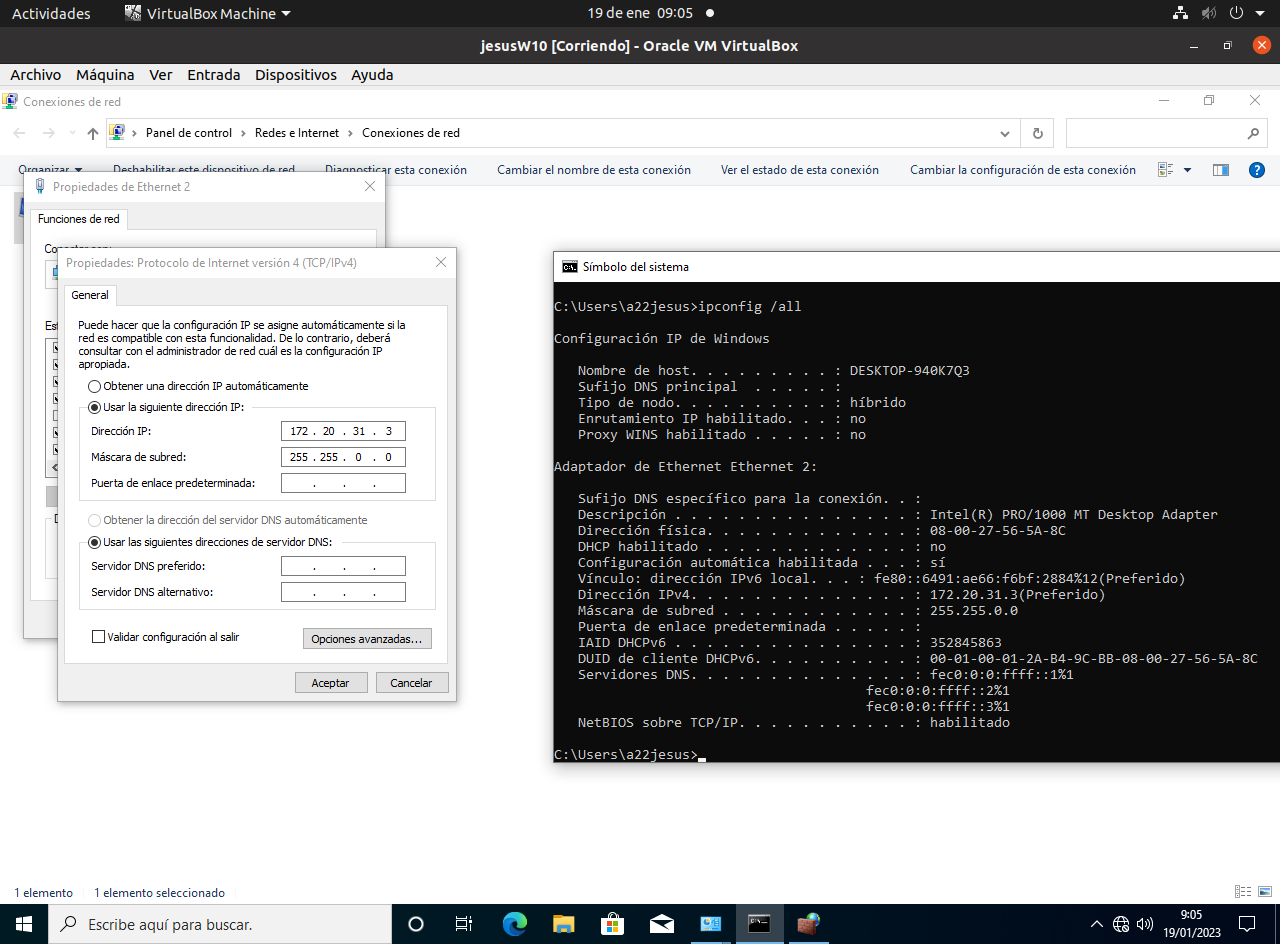 Actividades
VirtualBox Machine
19 de ene 09:05
jesusW10 [Corriendo] - Oracle VM VirtualBox
Archivo Máquina Ver Entrada Dispositivos Ayuda
Conexiones de red
Panel de control > Redes e Internet > Conexiones de red
Organizar Deshabilitar este dispositivo de red Diagnosticar esta conexión Cambiar el nombre de esta conexión Ver el estado de esta conexión Cambiar la configuración de esta conexión
Propiedades de Ethernet 2
Funciones de red
Propiedades: Protocolo de Internet versión 4 (TCP/IPv4)
General
Puede hacer que la configuración IP se asigne automáticamente si la
red es compatible con esta funcionalidad. De lo contrario, deberá
consultar con el administrador de red cuál es la configuración IP
apropiada.
Obtener una dirección IP automáticamente
Usar la siguiente dirección IP:
Dirección IP: 172 . 20 . 31 . 3
Máscara de subred: 255 . 255 . 0 . 0
Puerta de enlace predeterminada: . . .
Obtener la dirección del servidor DNS automáticamente
Usar las siguientes direcciones de servidor DNS:
Servidor DNS preferido: . . .
Servidor DNS alternativo: . . .
Validar configuración al salir
Opciones avanzadas...
Aceptar Cancelar
Símbolo del sistema
C:\Users\a22jesus>ipconfig /all
Configuración IP de Windows
Nombre de host. . . . . . . . . : DESKTOP-940K7Q3
Sufijo DNS principal . . . . . :
Tipo de nodo. . . . . . . . . . : híbrido
Enrutamiento IP habilitado. . . : no
Proxy WINS habilitado . . . . . : no
Adaptador de Ethernet Ethernet 2:
Sufijo DNS específico para la conexión. . :
Descripción . . . . . . . . . . . . . . . : Intel(R) PRO/1000 MT Desktop Adapter
Dirección física. . . . . . . . . . . . . : 08-00-27-56-5A-8C
DHCP habilitado . . . . . . . . . . . . . : no
Configuración automática habilitada . . . : sí
Vínculo: dirección IPv6 local. . . : fe80::6491:ae66:f6bf:2884%12(Preferido)
Dirección IPv4. . . . . . . . . . . . . . : 172.20.31.3(Preferido)
Máscara de subred . . . . . . . . . . . . : 255.255.0.0
Puerta de enlace predeterminada . . . . . :
IAID DHCPv6 . . . . . . . . . . . . . . . : 352845863
DUID de cliente DHCPv6. . . . . . . . . . : 00-01-00-01-2A-B4-9C-BB-08-00-27-56-5A-8C
Servidores DNS. . . . . . . . . . . . . . : fec0:0:0:ffff::1%1
fec0:0:0:ffff::2%1
fec0:0:0:ffff::3%1
NetBIOS sobre TCP/IP. . . . . . . . . . . : habilitado
C:\Users\a22jesus>
1 elemento 1 elemento seleccionado
Escribe aquí para buscar.
9:05
19/01/2023